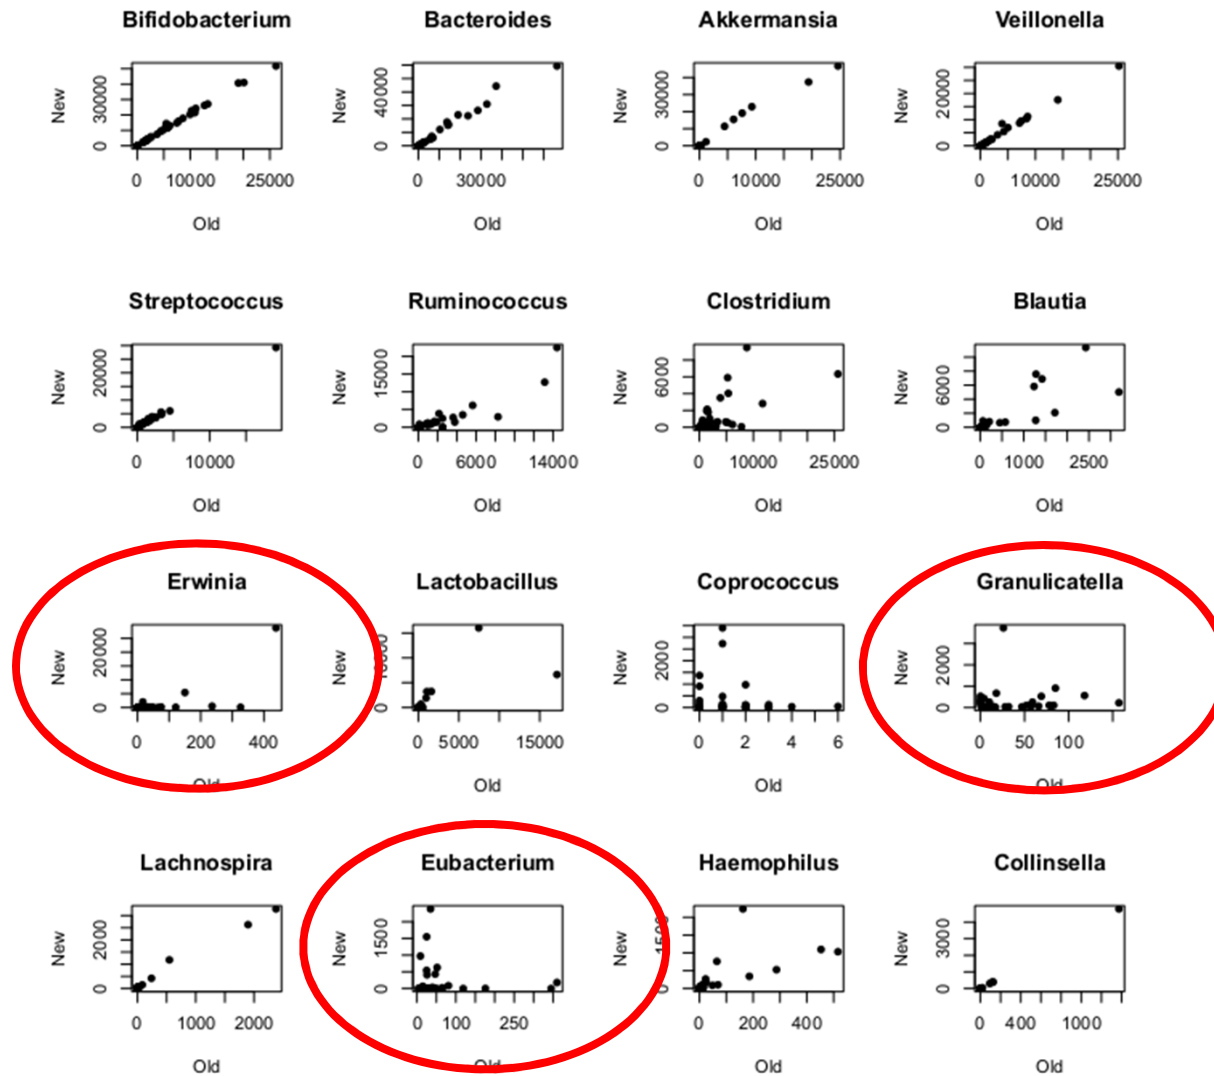 Bifidobacterium Bacteroides Akkermansia Veillonella
New 0 30000 New 0 40000 New 0 30000 New 0 20000
0 10000 25000 0 30000 0 10000 25000 0 10000 25000
Old Old Old Old
Streptococcus Ruminococcus Clostridium Blautia
New 0 20000 New 0 15000 New 0 6000 New 0 6000
0 10000 0 6000 14000 0 10000 25000 0 1000 2500
Old Old Old Old
Erwinia Lactobacillus Coprococcus Granulicatella
New 0 20000 New 0 New 0 2000 New 0 2000
0 200 400 0 5000 15000 0 2 4 6 0 50 100
Old Old Old Old
Lachnospira Eubacterium Haemophilus Collinsella
New 0 2000 New 0 1500 New 0 1500 New 0 3000
0 1000 2000 0 100 250 0 200 400 0 400 1000
Old Old Old Old